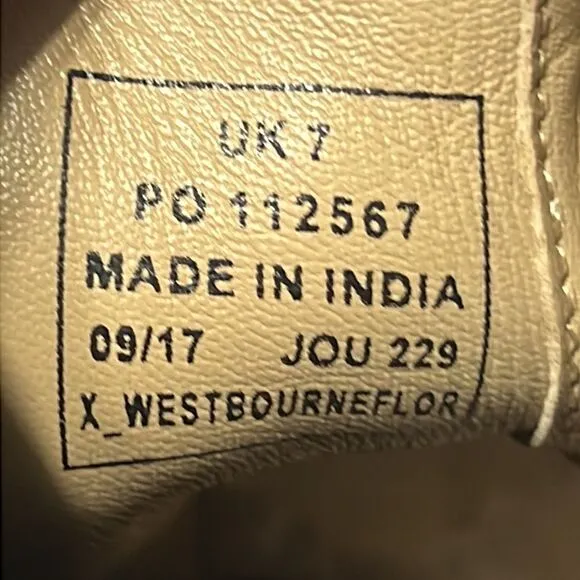 UK 7
PO 112567
MADE IN INDIA
09/17 JOU 229
X_WESTBOURNEFLOR